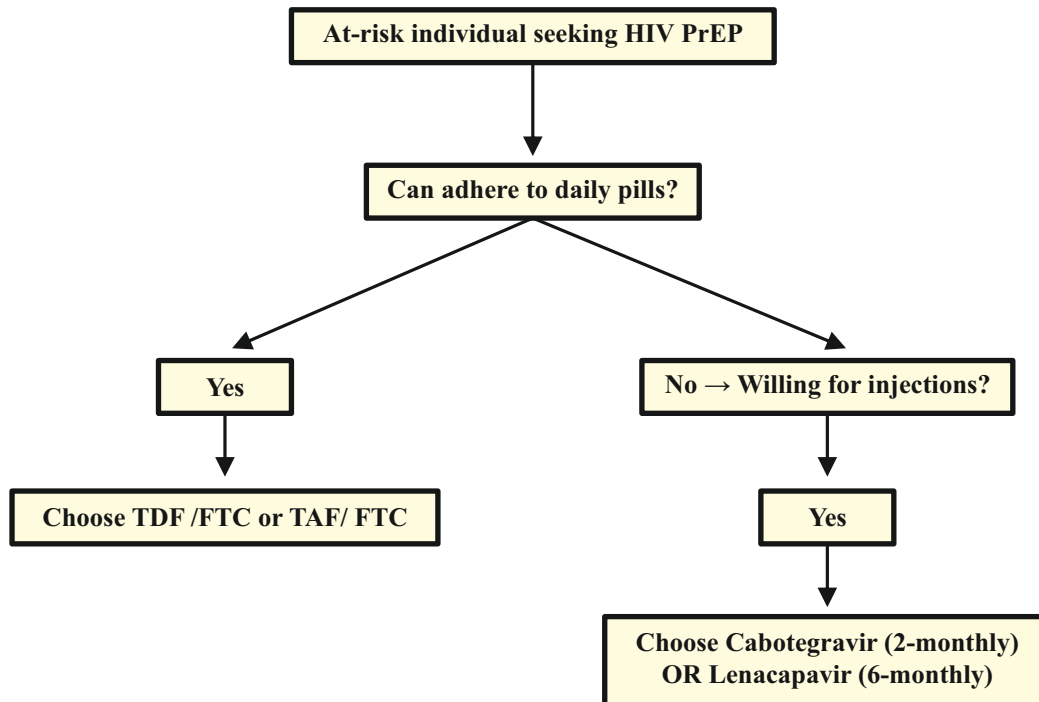 At-risk individual seeking HIV PrEP
Can adhere to daily pills?
Yes
No → Willing for injections?
Choose TDF /FTC or TAF/ FTC
Yes
Choose Cabotegravir (2-monthly)
OR Lenacapavir (6-monthly)